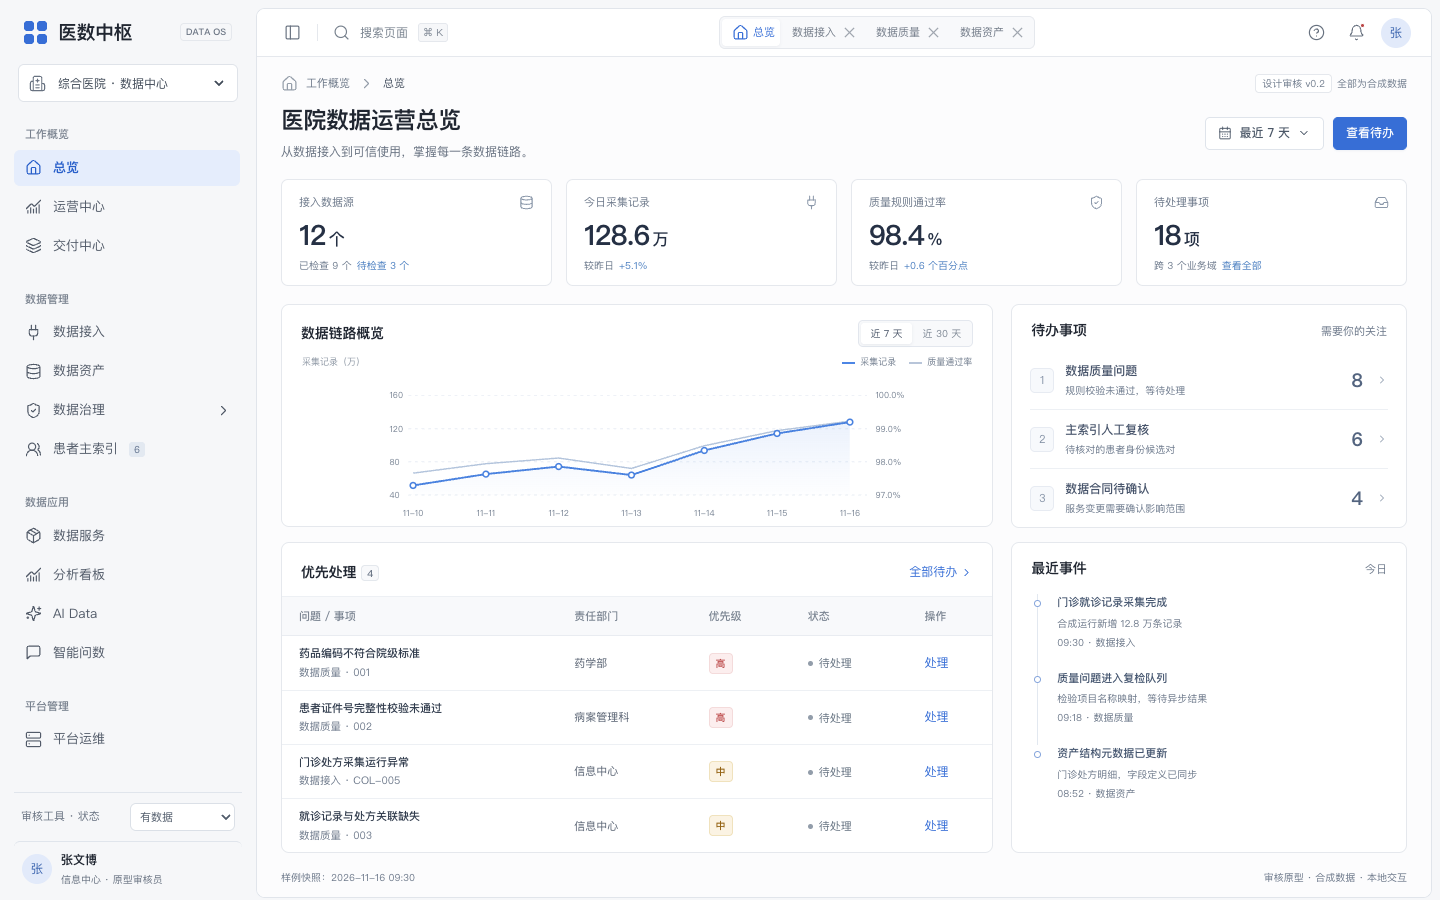 医数中枢 DATA OS
综合医院 · 数据中心
工作概览
总览
运营中心
交付中心
数据管理
数据接入
数据资产
数据治理
患者主索引 6
数据应用
数据服务
分析看板
AI Data
智能问数
平台管理
平台运维
审核工具 · 状态 有数据
张 张文博
信息中心 · 原型审核员
搜索页面 ⌘ K
总览 数据接入 数据质量 数据资产
张
工作概览 总览
设计审核 v0.2 全部为合成数据
医院数据运营总览
从数据接入到可信使用，掌握每一条数据链路。
最近 7 天 查看待办
接入数据源
12 个
已检查 9 个 待检查 3 个
今日采集记录
128.6 万
较昨日 +5.1%
质量规则通过率
98.4 %
较昨日 +0.6 个百分点
待处理事项
18 项
跨 3 个业务域 查看全部
数据链路概览
近 7 天 近 30 天
采集记录（万）
采集记录 质量通过率
160 100.0%
120 99.0%
80 98.0%
40 97.0%
11-10 11-11 11-12 11-13 11-14 11-15 11-16
待办事项 需要你的关注
1 数据质量问题 8
规则校验未通过，等待处理
2 主索引人工复核 6
待核对的患者身份候选对
3 数据合同待确认 4
服务变更需要确认影响范围
优先处理 4 全部待办
问题 / 事项 责任部门 优先级 状态 操作
药品编码不符合院级标准
数据质量 · 001
药学部 高 待处理 处理
患者证件号完整性校验未通过
数据质量 · 002
病案管理科 高 待处理 处理
门诊处方采集运行异常
数据接入 · COL-005
信息中心 中 待处理 处理
就诊记录与处方关联缺失
数据质量 · 003
信息中心 中 待处理 处理
最近事件 今日
门诊就诊记录采集完成
合成运行新增 12.8 万条记录
09:30 · 数据接入
质量问题进入复检队列
检验项目名称映射，等待异步结果
09:18 · 数据质量
资产结构元数据已更新
门诊处方明细，字段定义已同步
08:52 · 数据资产
样例快照：2026-11-16 09:30
审核原型 · 合成数据 · 本地交互